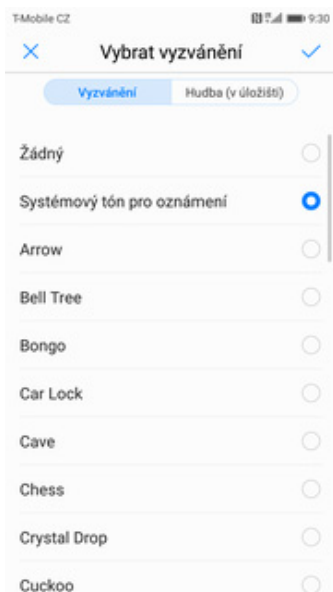 T-Mobile CZ 9:30
Vybrat vyzvánění
Vyzvánění Hudba (v úložišti)
Žádný
Systémový tón pro oznámení
Arrow
Bell Tree
Bongo
Car Lock
Cave
Chess
Crystal Drop
Cuckoo